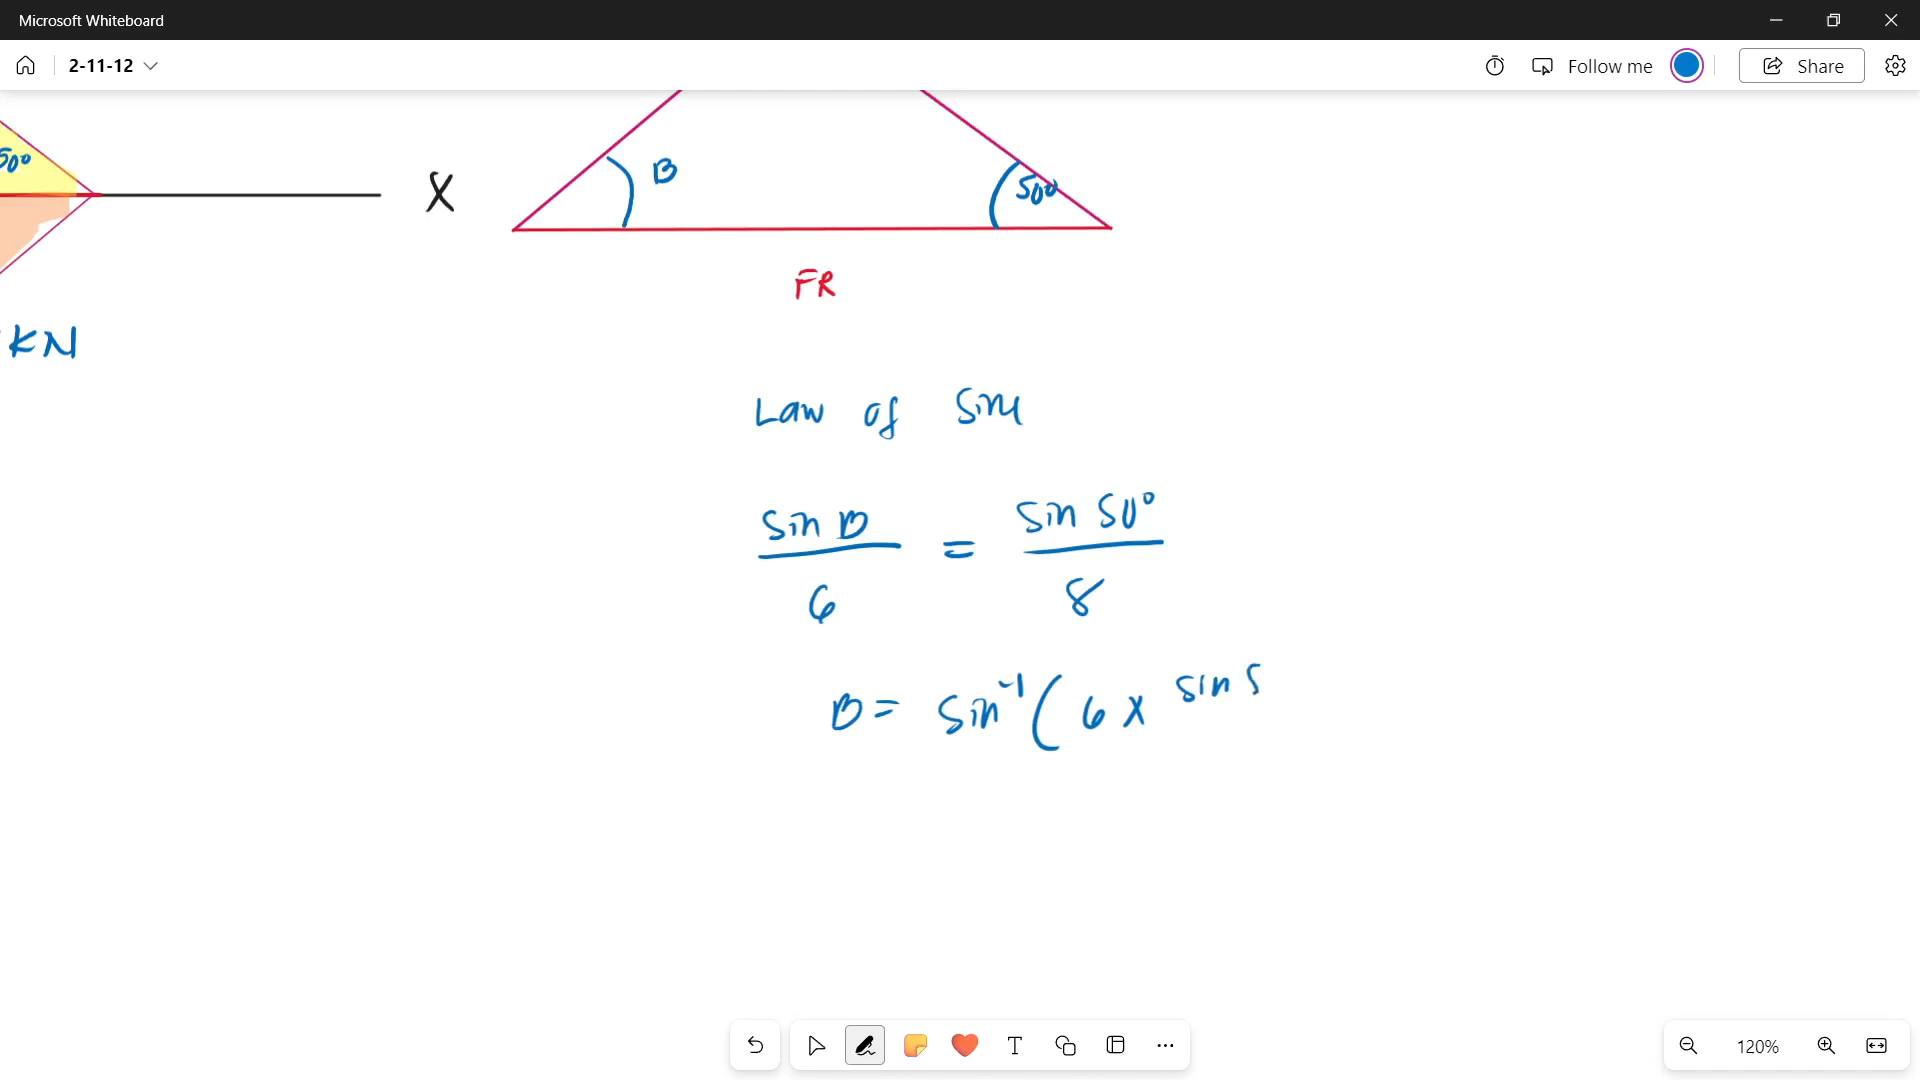 Microsoft Whiteboard
2-11-12
Follow me
Share
50°
X
B
50°
FR
KN
Law of Sine
sin B / 6 = sin 50° / 8
B = sin⁻¹ ( 6 x sin 5
120%